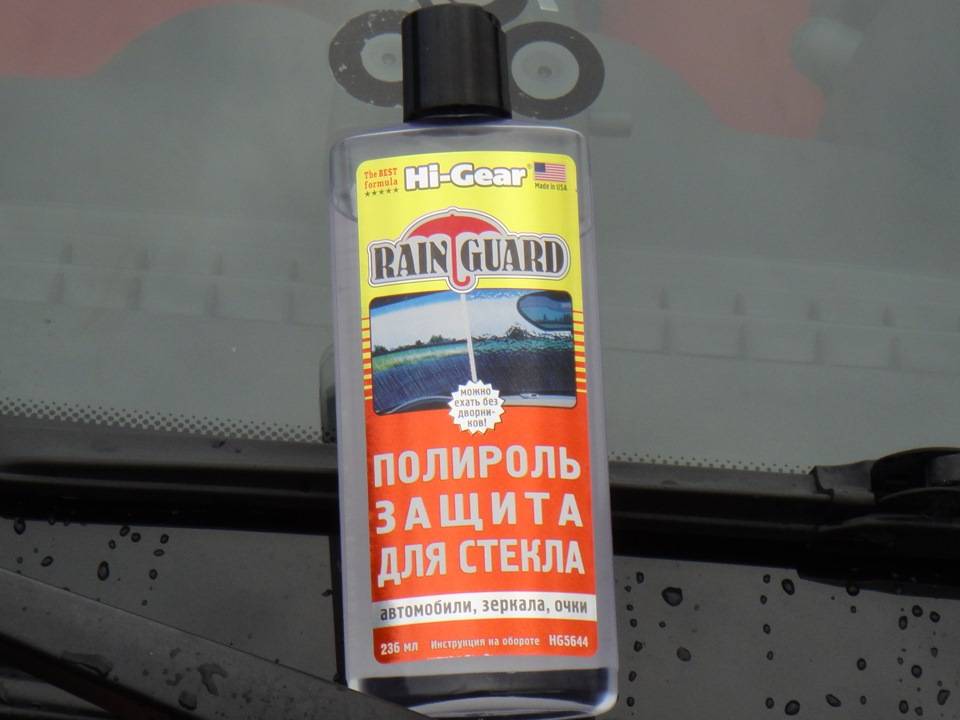 The BEST
formula
★★★★★
Hi-Gear®
Made in USA
RAIN GUARD
можно
ехать без
дворни-
ков!
ПОЛИРОЛЬ
ЗАЩИТА
ДЛЯ СТЕКЛА
автомобили, зеркала, очки
236 мл Инструкция на обороте HG5644